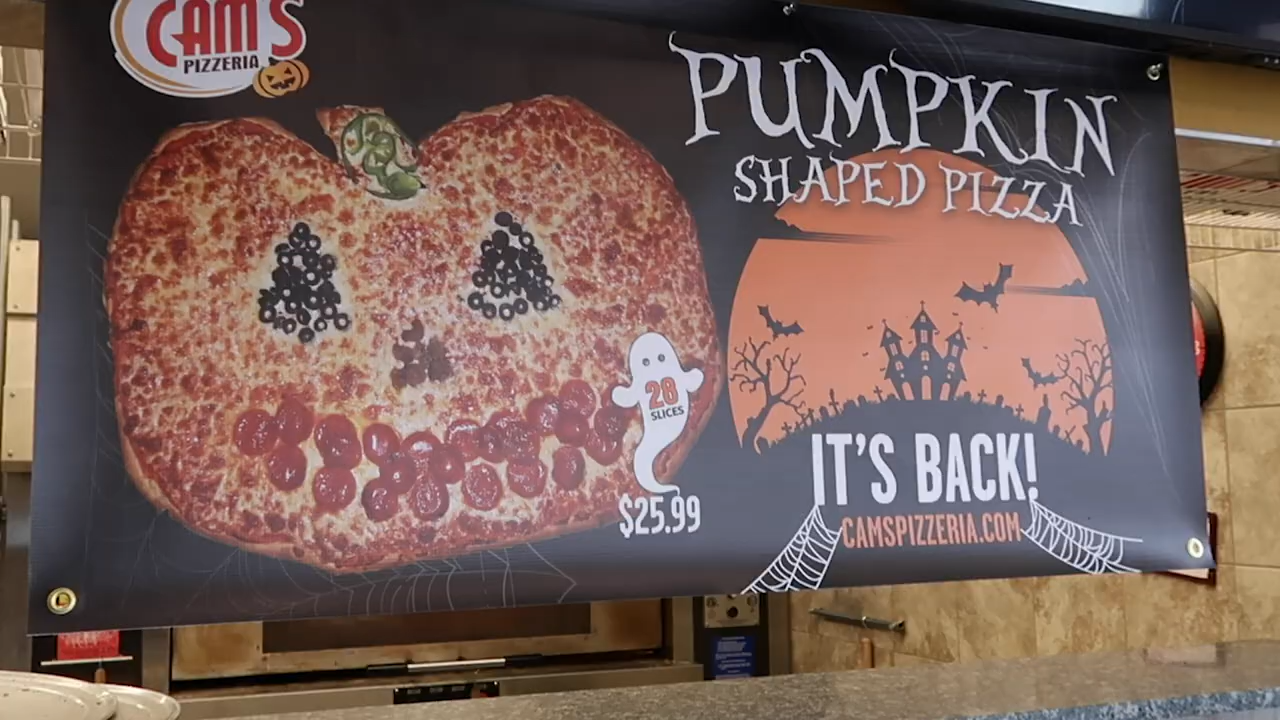 CAM'S
PIZZERIA
PUMPKIN
SHAPED PIZZA
28
SLICES
$25.99
IT'S BACK!
CAMSPIZZERIA.COM